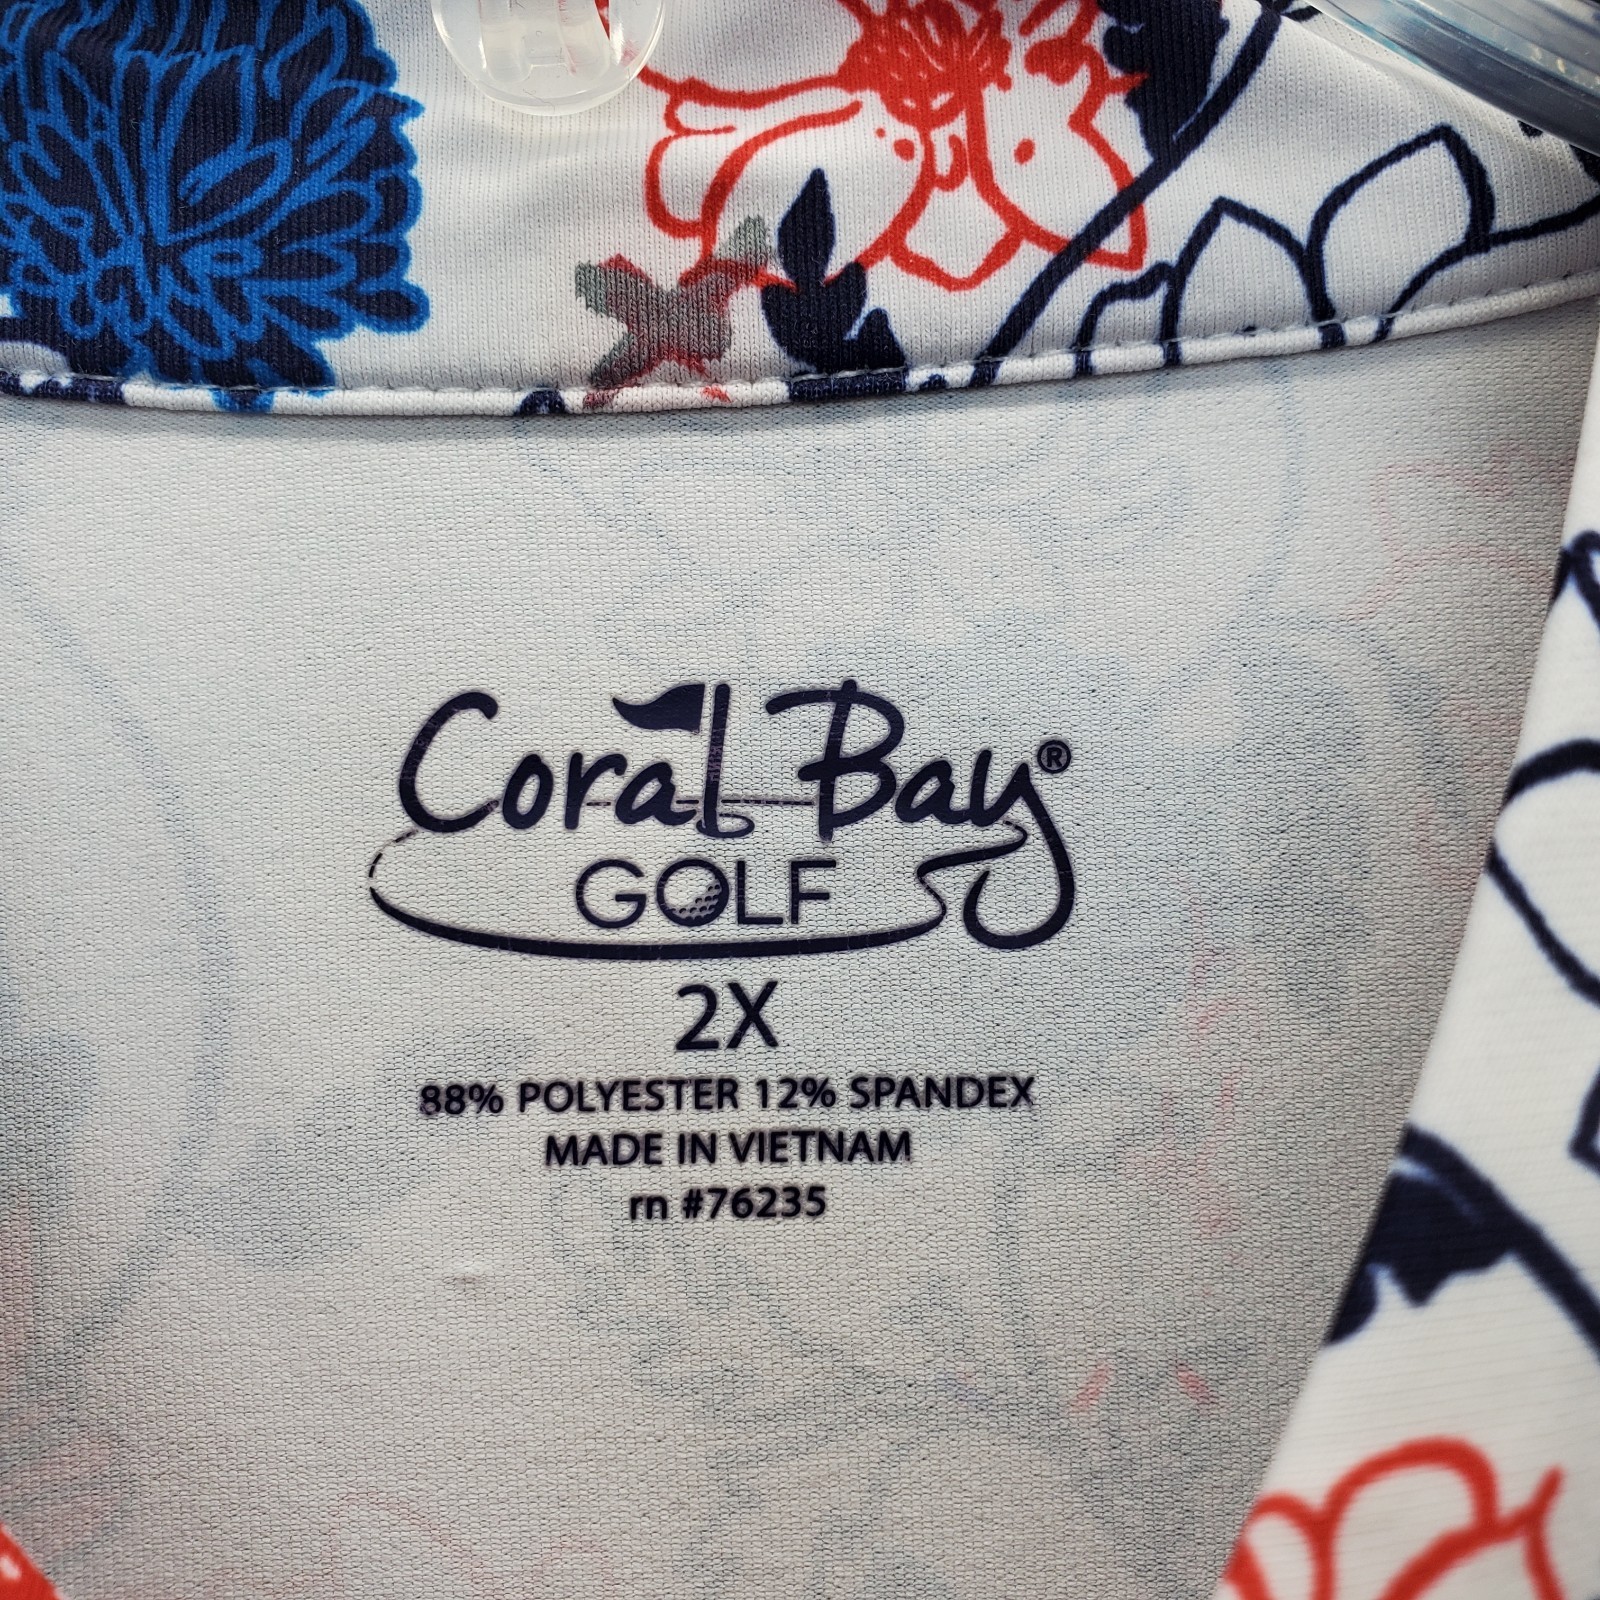 Coral Bay®
GOLF
2X
88% POLYESTER 12% SPANDEX
MADE IN VIETNAM
rn #76235